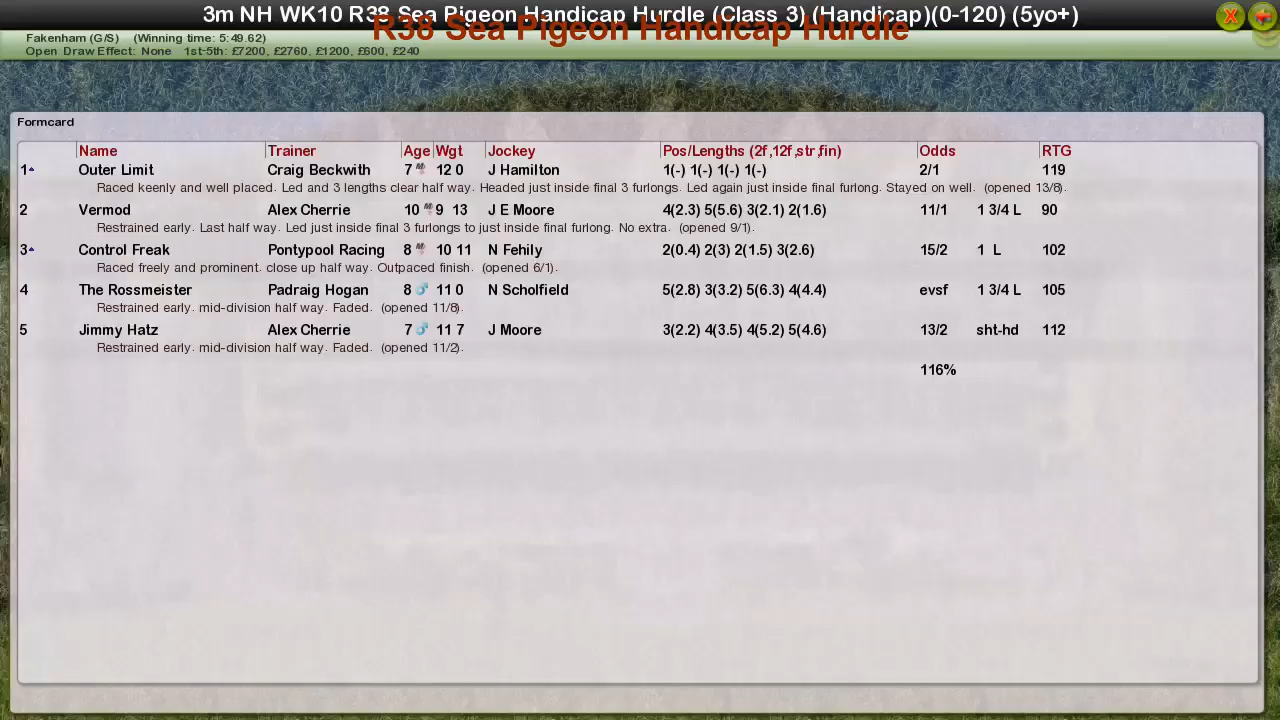 3m NH WK10 R38 Sea Pigeon Handicap Hurdle (Class 3) (Handicap)(0-120) (5yo+)
R38 Sea Pigeon Handicap Hurdle
X
Fakenham (G/S) (Winning time: 5:49.62)
Open Draw Effect: None 1st-5th: £7200, £2760, £1200, £600, £240
Formcard
Name Trainer Age Wgt Jockey Pos/Lengths (2f,12f,str,fin) Odds RTG
1 Outer Limit Craig Beckwith 7 12 0 J Hamilton 1(-) 1(-) 1(-) 1(-) 2/1 119
Raced keenly and well placed. Led and 3 lengths clear half way. Headed just inside final 3 furlongs. Led again just inside final furlong. Stayed on well. (opened 13/8).
2 Vermod Alex Cherrie 10 9 13 J E Moore 4(2.3) 5(5.6) 3(2.1) 2(1.6) 11/1 1 3/4 L 90
Restrained early. Last half way. Led just inside final 3 furlongs to just inside final furlong. No extra. (opened 9/1).
3 Control Freak Pontypool Racing 8 10 11 N Fehily 2(0.4) 2(3) 2(1.5) 3(2.6) 15/2 1 L 102
Raced freely and prominent. close up half way. Outpaced finish. (opened 6/1).
4 The Rossmeister Padraig Hogan 8 11 0 N Scholfield 5(2.8) 3(3.2) 5(6.3) 4(4.4) evsf 1 3/4 L 105
Restrained early. mid-division half way. Faded. (opened 11/8).
5 Jimmy Hatz Alex Cherrie 7 11 7 J Moore 3(2.2) 4(3.5) 4(5.2) 5(4.6) 13/2 sht-hd 112
Restrained early. mid-division half way. Faded. (opened 11/2).
116%